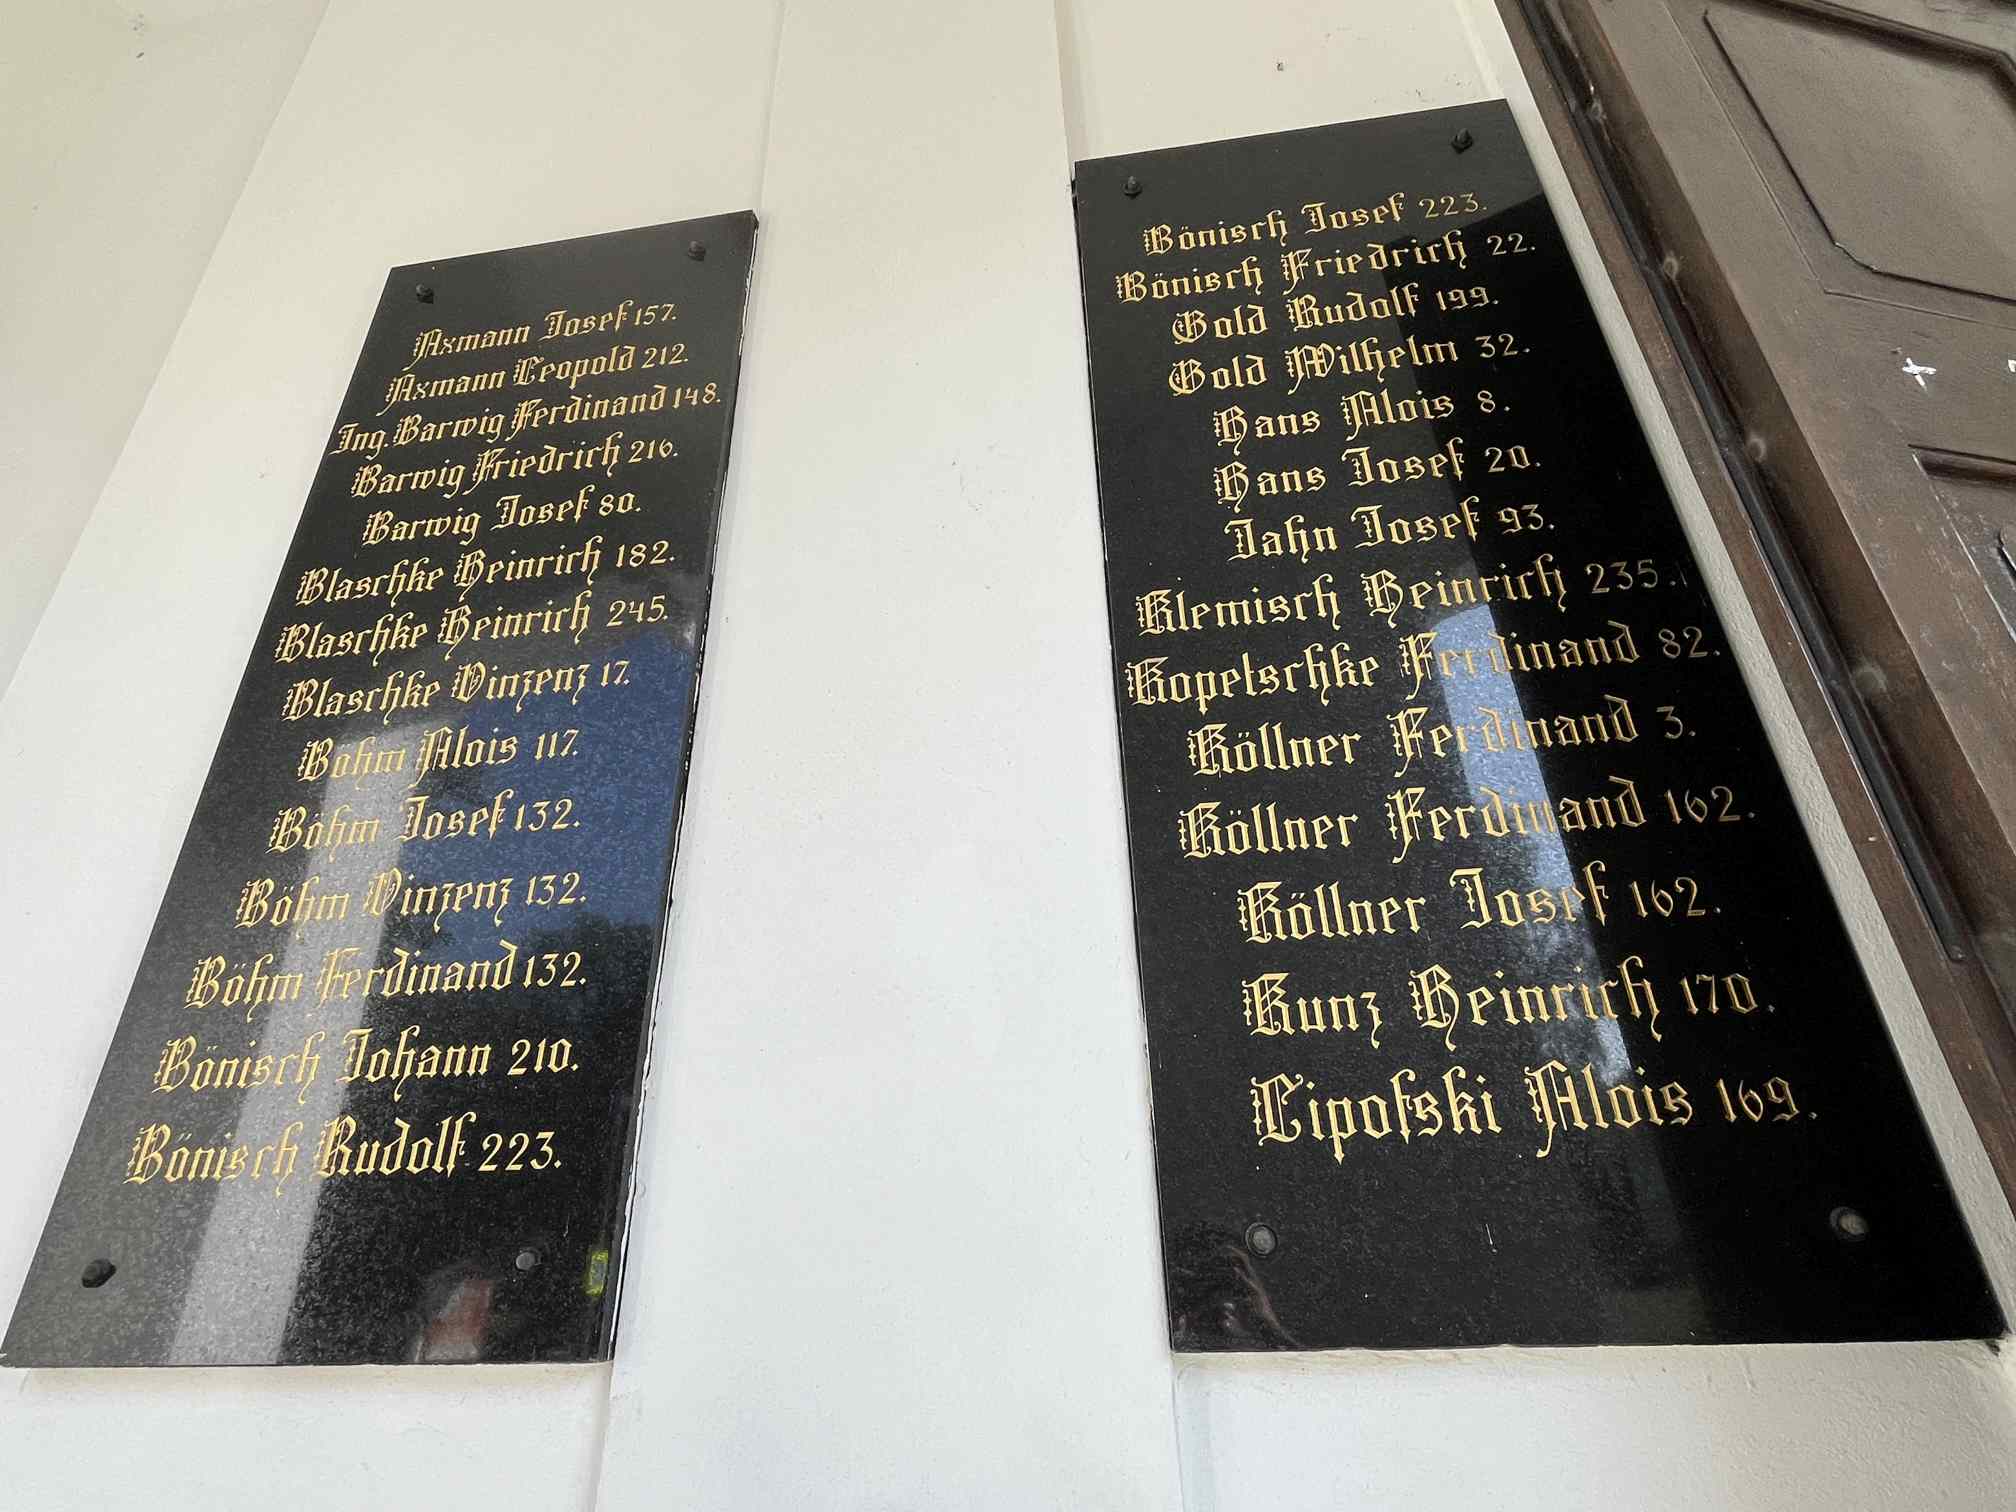 Axmann Josef 157.
Axmann Leopold 212.
Ing. Barwig Ferdinand 148.
Barwig Friedrich 216.
Barwig Josef 80.
Blaschke Heinrich 182.
Blaschke Heinrich 245.
Blaschke Vinzenz 17.
Böhm Alois 117.
Böhm Josef 132.
Böhm Vinzenz 132.
Böhm Ferdinand 132.
Bönisch Johann 210.
Bönisch Rudolf 223.
Bönisch Josef 223.
Bönisch Friedrich 22.
Gold Rudolf 199.
Gold Wilhelm 32.
Hans Alois 8.
Hans Josef 20.
Jahn Josef 93.
Klemisch Heinrich 235.
Kopetschke Ferdinand 82.
Köllner Ferdinand 3.
Köllner Ferdinand 162.
Köllner Josef 162.
Kunz Heinrich 170.
Lipofski Alois 169.